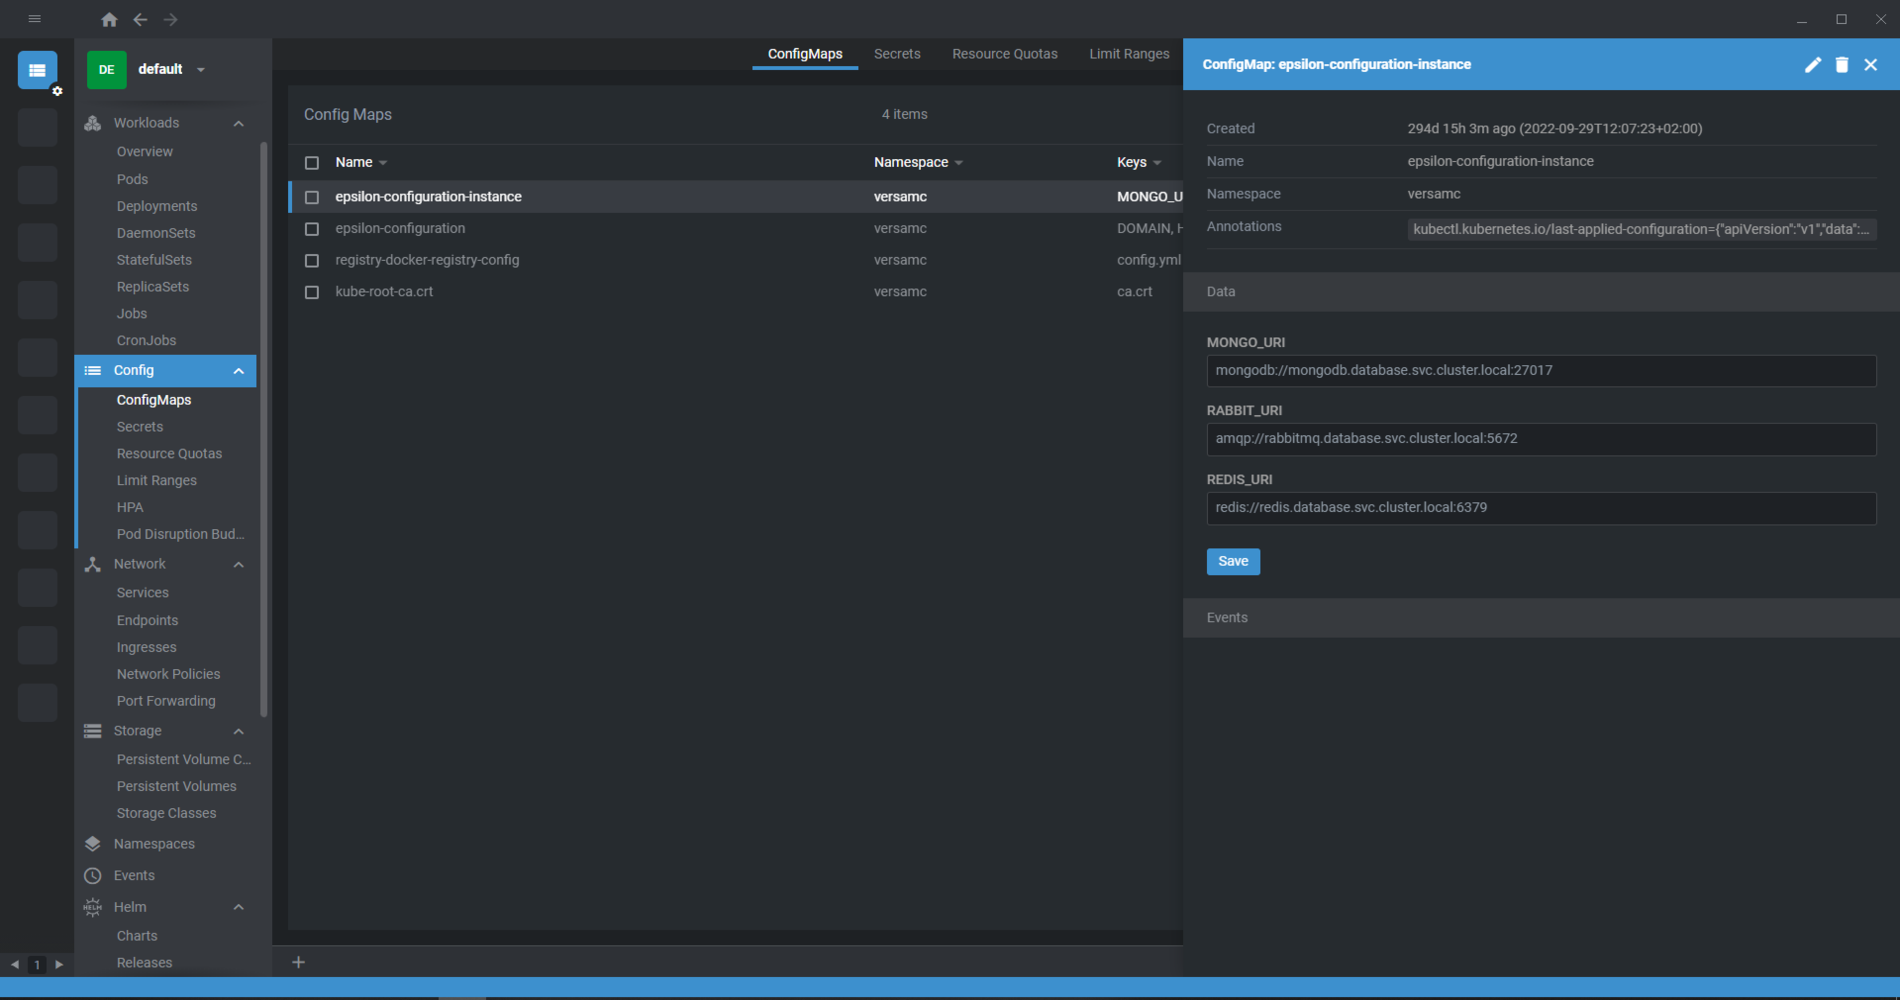 DE
default
ConfigMaps
Secrets
Resource Quotas
Limit Ranges
ConfigMap: epsilon-configuration-instance
Workloads
Overview
Pods
Deployments
DaemonSets
StatefulSets
ReplicaSets
Jobs
CronJobs
Config
ConfigMaps
Secrets
Resource Quotas
Limit Ranges
HPA
Pod Disruption Bud...
Network
Services
Endpoints
Ingresses
Network Policies
Port Forwarding
Storage
Persistent Volume C...
Persistent Volumes
Storage Classes
Namespaces
Events
HELM
Helm
Charts
Releases
1
Config Maps
4 items
Name Namespace Keys
epsilon-configuration-instance versamc MONGO_U
epsilon-configuration versamc DOMAIN, H
registry-docker-registry-config versamc config.yml
kube-root-ca.crt versamc ca.crt
Created 294d 15h 3m ago (2022-09-29T12:07:23+02:00)
Name epsilon-configuration-instance
Namespace versamc
Annotations kubectl.kubernetes.io/last-applied-configuration={"apiVersion":"v1","data":...
Data
MONGO_URI
mongodb://mongodb.database.svc.cluster.local:27017
RABBIT_URI
amqp://rabbitmq.database.svc.cluster.local:5672
REDIS_URI
redis://redis.database.svc.cluster.local:6379
Save
Events